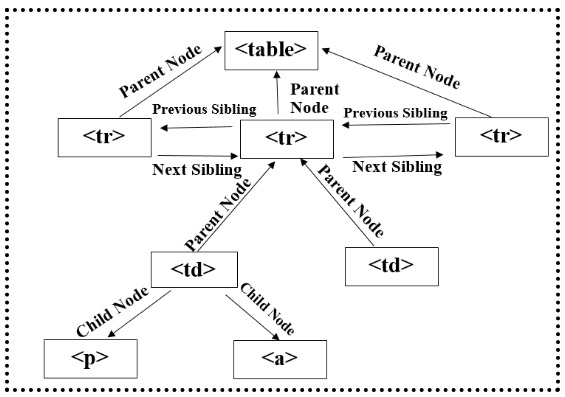 <table>
Parent Node
Parent
Node
Parent Node
Previous Sibling
Previous Sibling
<tr>
<tr>
<tr>
Next Sibling
Next Sibling
Parent Node
Parent Node
<td>
<td>
Child Node
Child Node
<p>
<a>